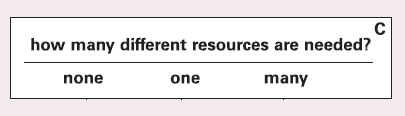 C
how many different resources are needed?
none one many